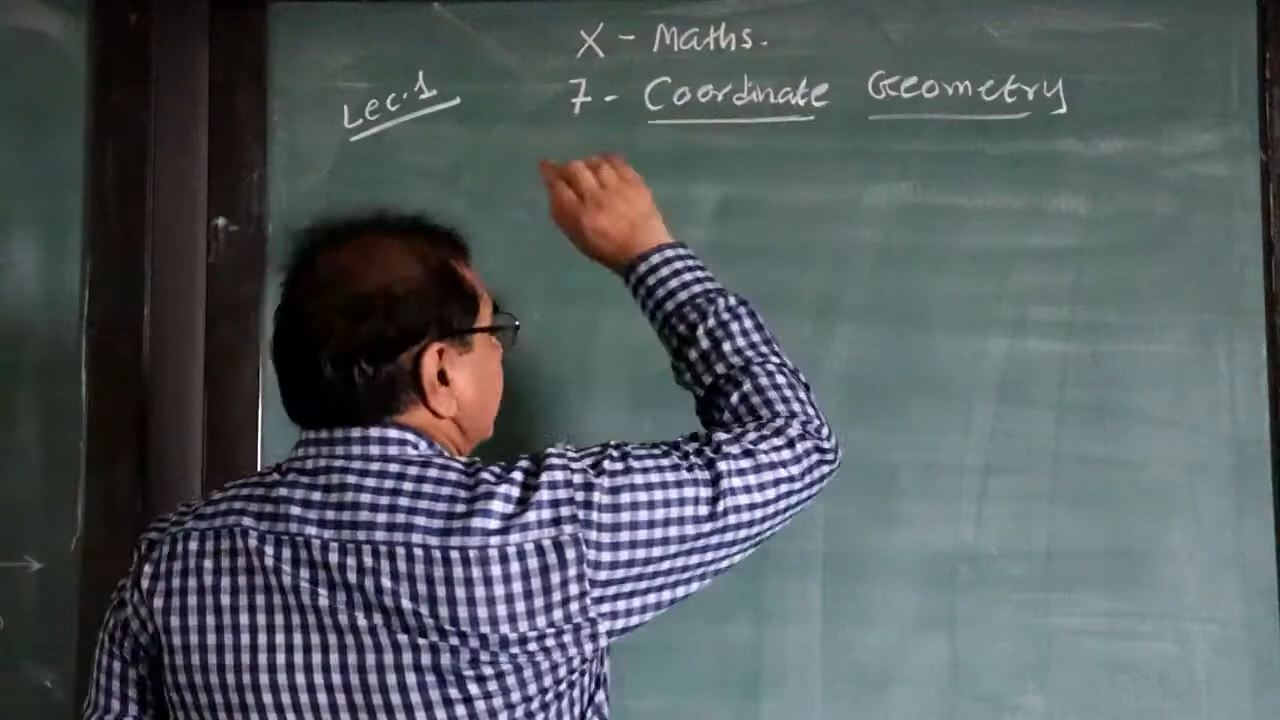 X - Maths.
Lec. 1
7 - Coordinate Geometry